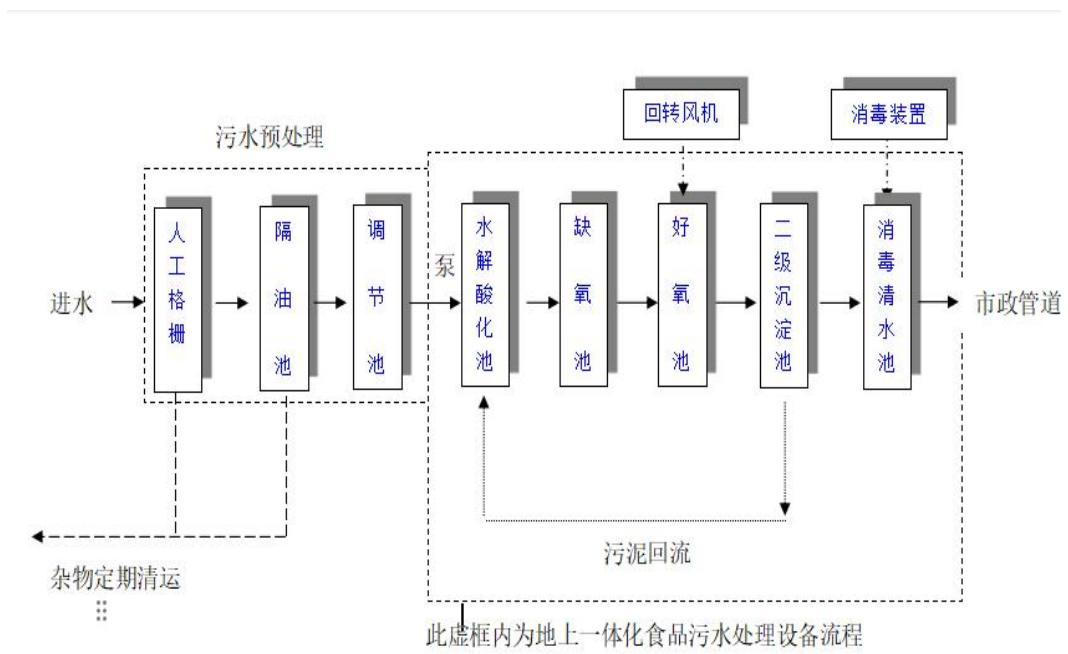 回转风机
消毒装置
污水预处理
进水
人工格栅
隔油池
调节池
泵
水解酸化池
缺氧池
好氧池
二级沉淀池
消毒清水池
市政管道
污泥回流
杂物定期清运
此虚框内为地上一体化食品污水处理设备流程